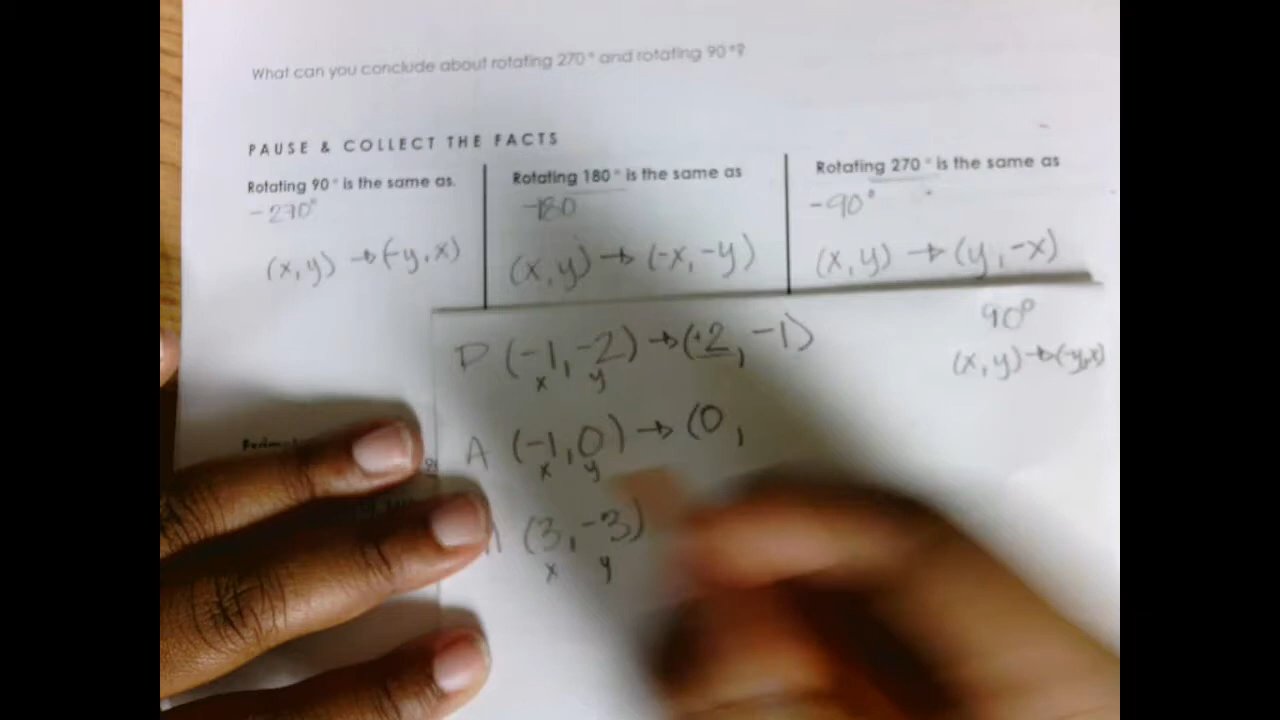 What can you conclude about rotating 270° and rotating 90°?
PAUSE & COLLECT THE FACTS
Rotating 90° is the same as.
-270°
(x,y) → (-y,x)
Rotating 180° is the same as
-180
(x,y) → (-x,-y)
Rotating 270° is the same as
-90°
(x,y) → (y,-x)
90°
(x,y) → (-y,x)
D (-1,-2) → (+2, -1)
x y
A (-1,0) → (0,
x y
(3,-3)
x y